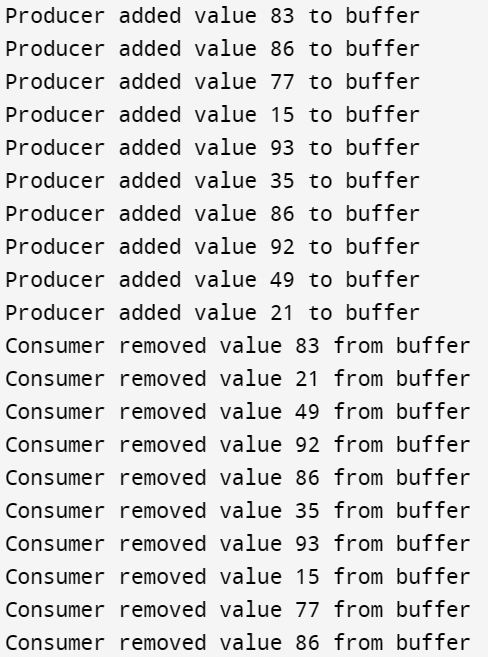 Producer added value 83 to buffer
Producer added value 86 to buffer
Producer added value 77 to buffer
Producer added value 15 to buffer
Producer added value 93 to buffer
Producer added value 35 to buffer
Producer added value 86 to buffer
Producer added value 92 to buffer
Producer added value 49 to buffer
Producer added value 21 to buffer
Consumer removed value 83 from buffer
Consumer removed value 21 from buffer
Consumer removed value 49 from buffer
Consumer removed value 92 from buffer
Consumer removed value 86 from buffer
Consumer removed value 35 from buffer
Consumer removed value 93 from buffer
Consumer removed value 15 from buffer
Consumer removed value 77 from buffer
Consumer removed value 86 from buffer